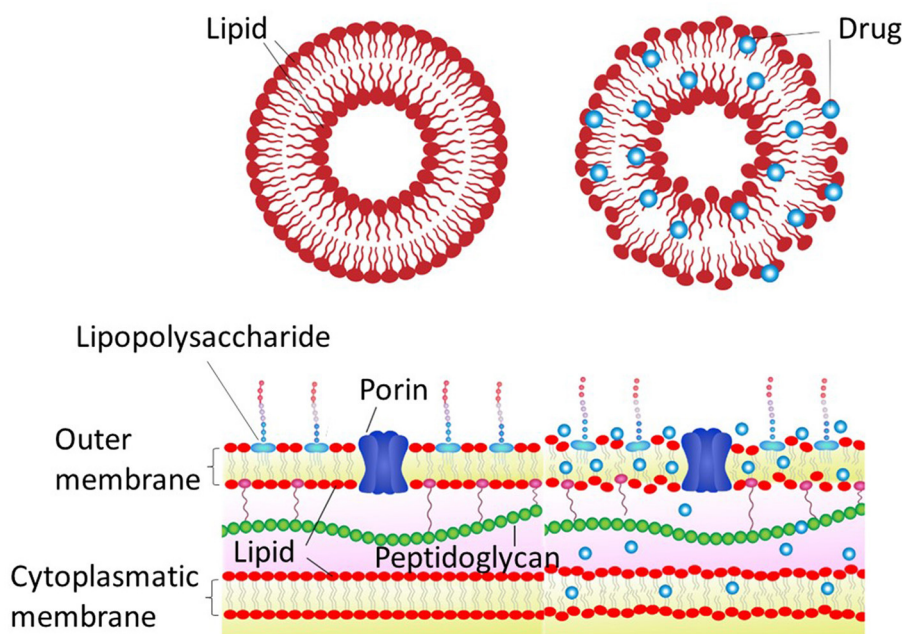 Lipid
Drug
Lipopolysaccharide
Porin
Outer
membrane
Lipid
Peptidoglycan
Cytoplasmatic
membrane